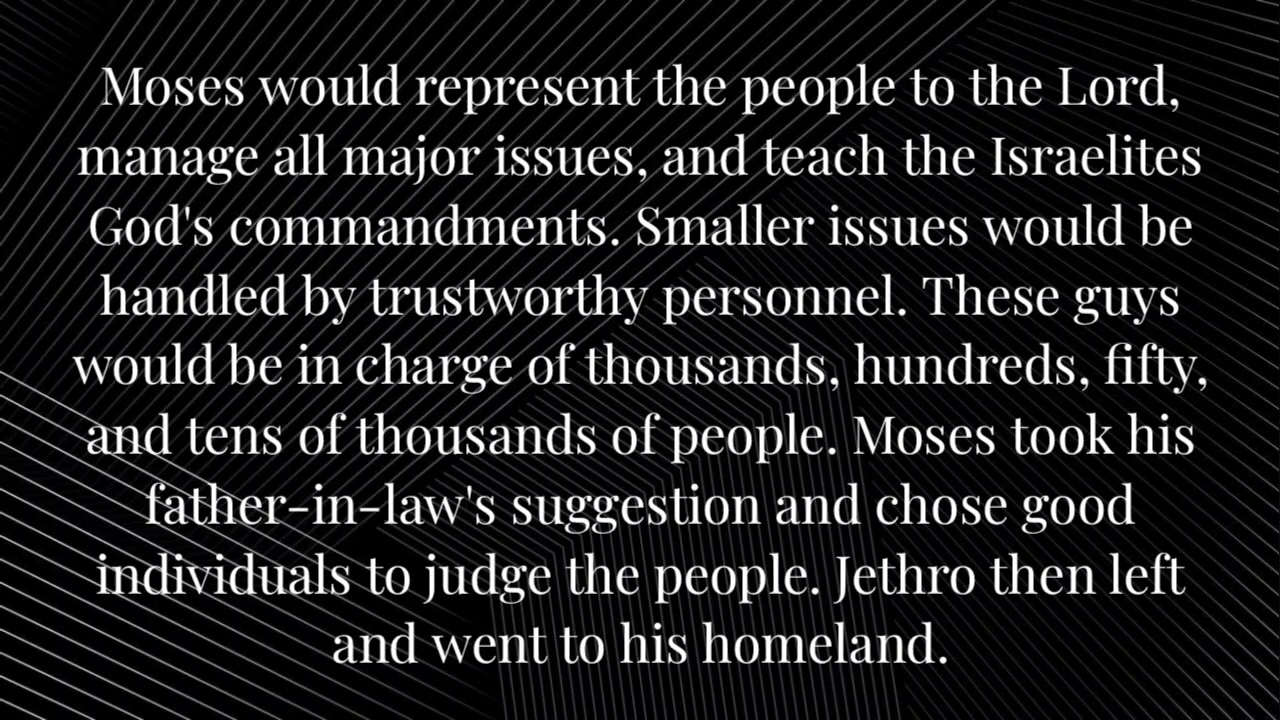 Moses would represent the people to the Lord,
manage all major issues, and teach the Israelites
God's commandments. Smaller issues would be
handled by trustworthy personnel. These guys
would be in charge of thousands, hundreds, fifty,
and tens of thousands of people. Moses took his
father-in-law's suggestion and chose good
individuals to judge the people. Jethro then left
and went to his homeland.